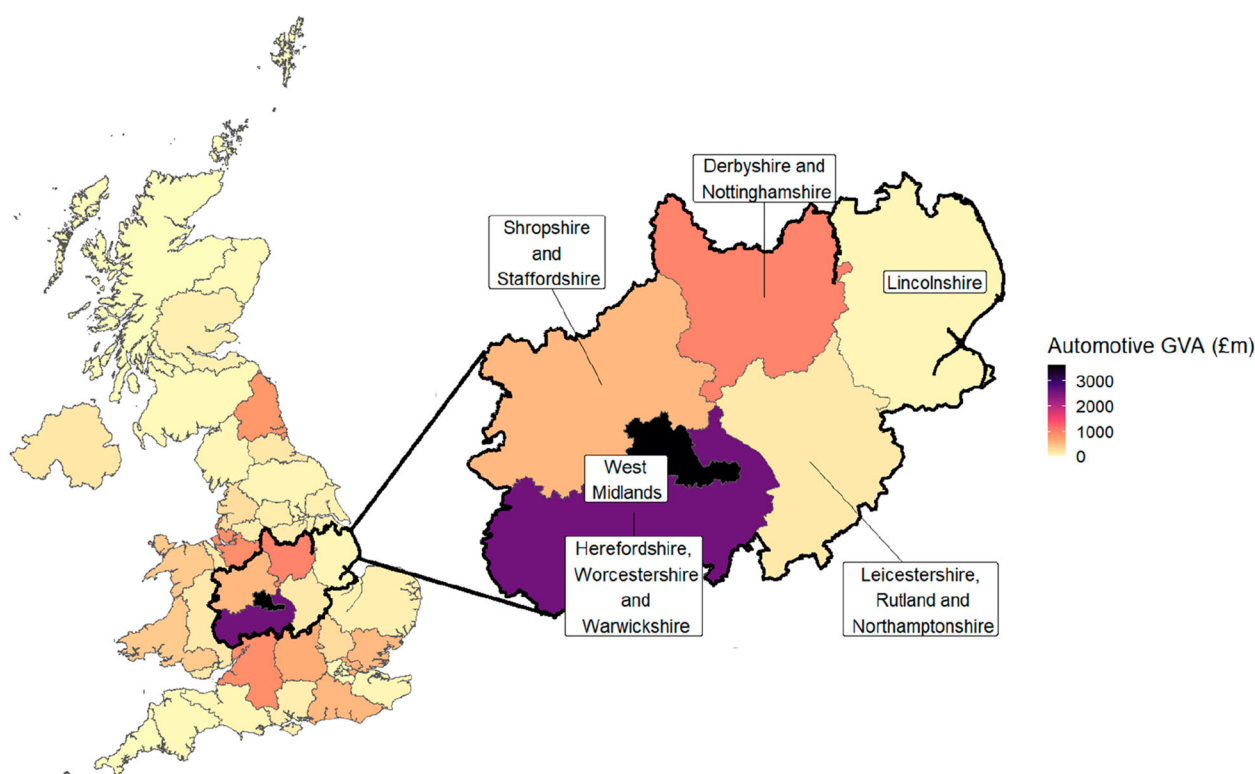 Derbyshire and
Nottinghamshire
Shropshire
and
Staffordshire
Lincolnshire
Automotive GVA (£m)
3000
2000
1000
0
West
Midlands
Herefordshire,
Worcestershire
and
Warwickshire
Leicestershire,
Rutland and
Northamptonshire